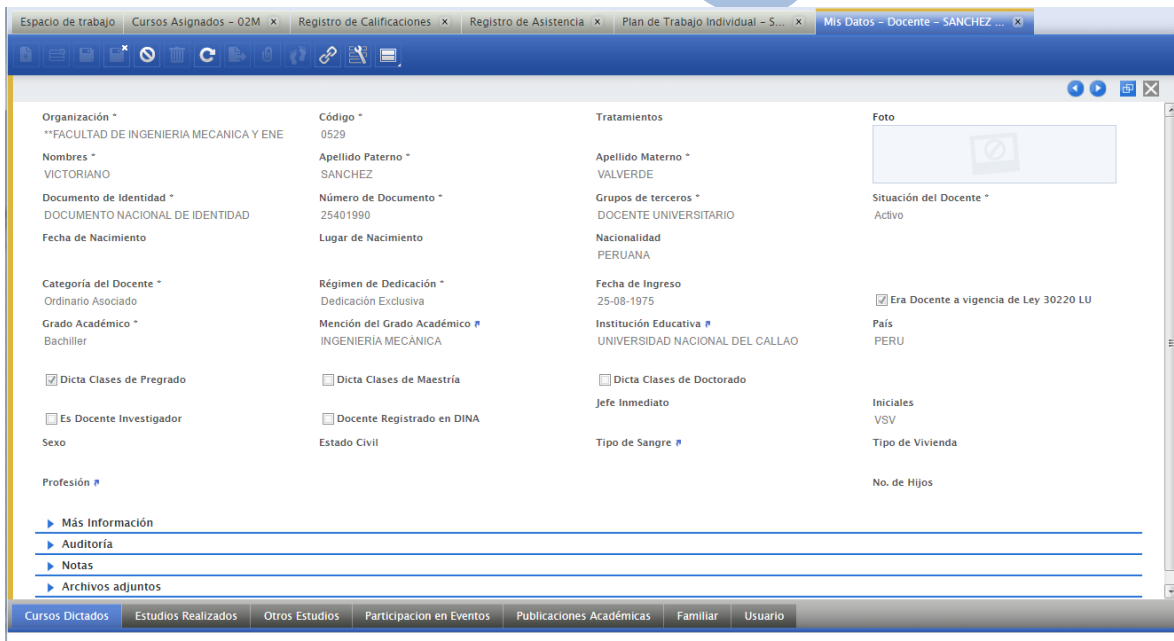 Espacio de trabajo Cursos Asignados - 02M Registro de Calificaciones Registro de Asistencia Plan de Trabajo Individual - S... Mis Datos - Docente - SANCHEZ ...
Organización * Código * Tratamientos Foto
**FACULTAD DE INGENIERIA MECANICA Y ENE 0529
Nombres * Apellido Paterno * Apellido Materno *
VICTORIANO SANCHEZ VALVERDE
Documento de Identidad * Número de Documento * Grupos de terceros * Situación del Docente *
DOCUMENTO NACIONAL DE IDENTIDAD 25401990 DOCENTE UNIVERSITARIO Activo
Fecha de Nacimiento Lugar de Nacimiento Nacionalidad
PERUANA
Categoría del Docente * Régimen de Dedicación * Fecha de Ingreso
Ordinario Asociado Dedicación Exclusiva 25-08-1975 Era Docente a vigencia de Ley 30220 LU
Grado Académico * Mención del Grado Académico Institución Educativa País
Bachiller INGENIERÍA MECÁNICA UNIVERSIDAD NACIONAL DEL CALLAO PERU
Dicta Clases de Pregrado Dicta Clases de Maestría Dicta Clases de Doctorado
Jefe Inmediato Iniciales
Es Docente Investigador Docente Registrado en DINA VSV
Sexo Estado Civil Tipo de Sangre Tipo de Vivienda
Profesión No. de Hijos
Más Información
Auditoría
Notas
Archivos adjuntos
Cursos Dictados Estudios Realizados Otros Estudios Participacion en Eventos Publicaciones Académicas Familiar Usuario